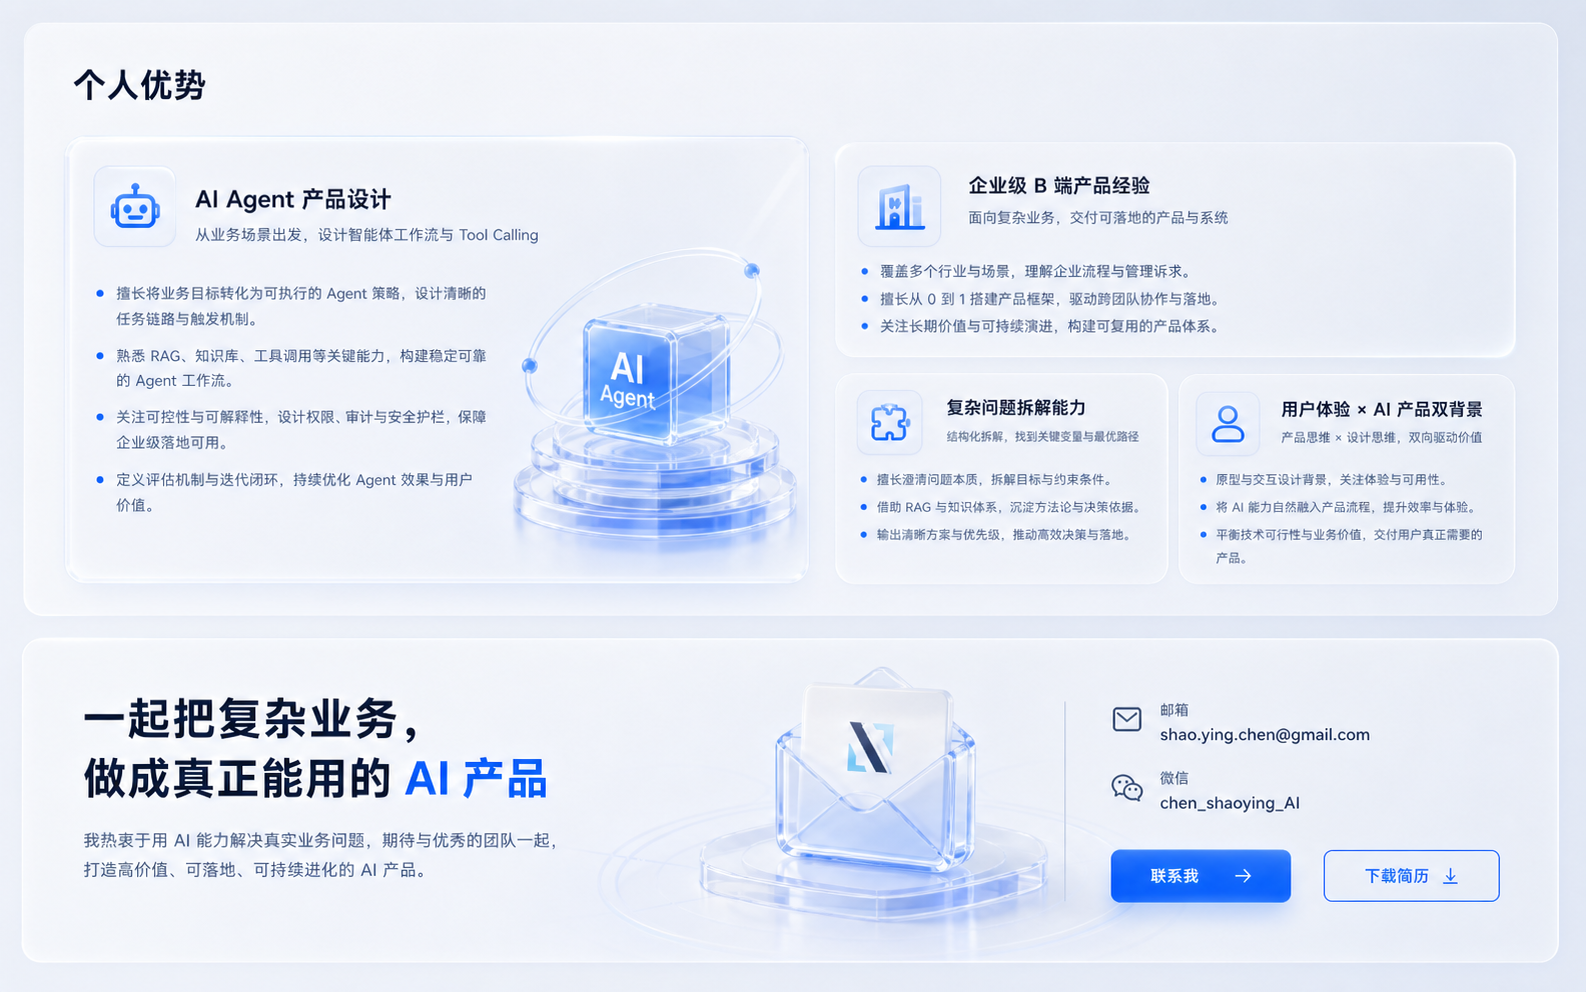 个人优势
AI Agent 产品设计
从业务场景出发，设计智能体工作流与 Tool Calling
擅长将业务目标转化为可执行的 Agent 策略，设计清晰的
任务链路与触发机制。
熟悉 RAG、知识库、工具调用等关键能力，构建稳定可靠
的 Agent 工作流。
关注可控性与可解释性，设计权限、审计与安全护栏，保障
企业级落地可用。
定义评估机制与迭代闭环，持续优化 Agent 效果与用户
价值。
AI
Agent
企业级 B 端产品经验
面向复杂业务，交付可落地的产品与系统
覆盖多个行业与场景，理解企业流程与管理诉求。
擅长从 0 到 1 搭建产品框架，驱动跨团队协作与落地。
关注长期价值与可持续演进，构建可复用的产品体系。
复杂问题拆解能力
结构化拆解，找到关键变量与最优路径
擅长澄清问题本质，拆解目标与约束条件。
借助 RAG 与知识体系，沉淀方法论与决策依据。
输出清晰方案与优先级，推动高效决策与落地。
用户体验 × AI 产品双背景
产品思维 × 设计思维，双向驱动价值
原型与交互设计背景，关注体验与可用性。
将 AI 能力自然融入产品流程，提升效率与体验。
平衡技术可行性与业务价值，交付用户真正需要的
产品。
一起把复杂业务，
做成真正能用的 AI 产品
我热衷于用 AI 能力解决真实业务问题，期待与优秀的团队一起，
打造高价值、可落地、可持续进化的 AI 产品。
邮箱
shao.ying.chen@gmail.com
微信
chen_shaoying_AI
联系我
下载简历